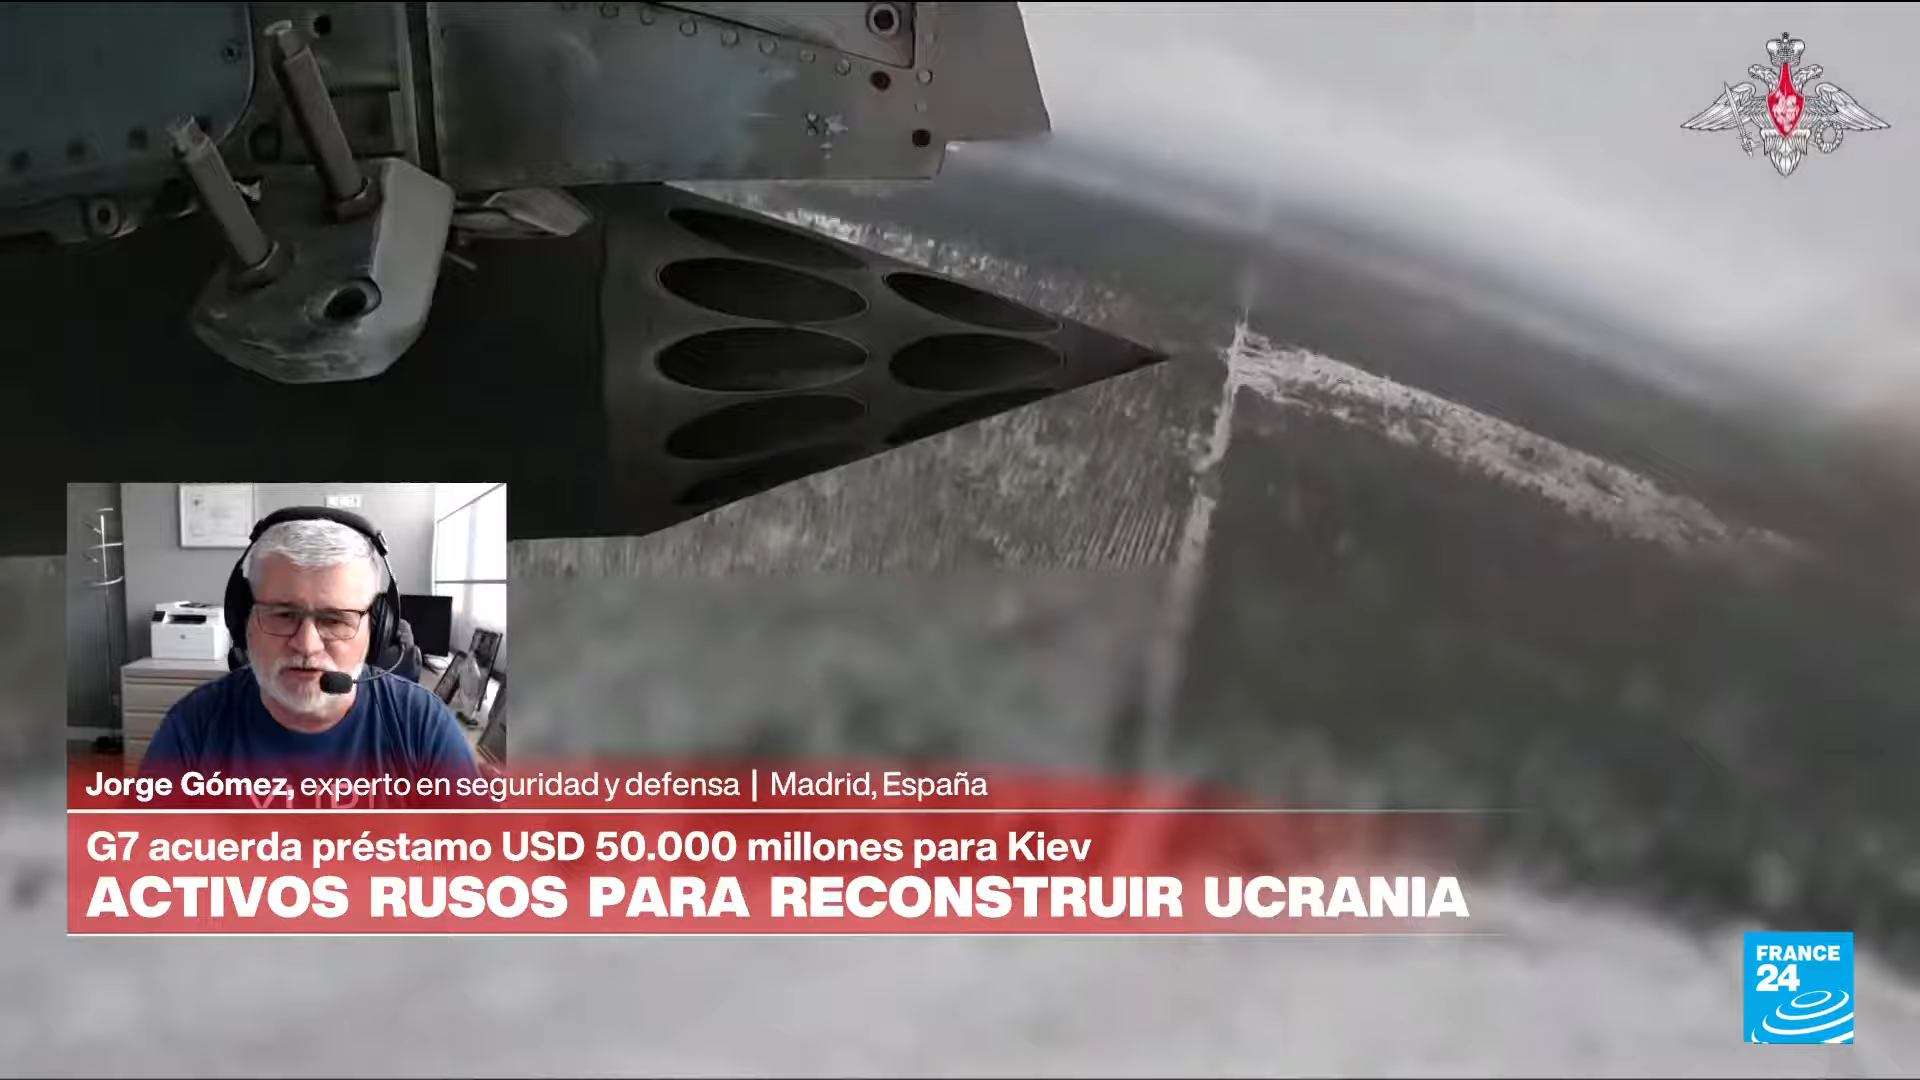 Jorge Gómez, experto en seguridad y defensa | Madrid, España
G7 acuerda préstamo USD 50.000 millones para Kiev
ACTIVOS RUSOS PARA RECONSTRUIR UCRANIA
FRANCE
24